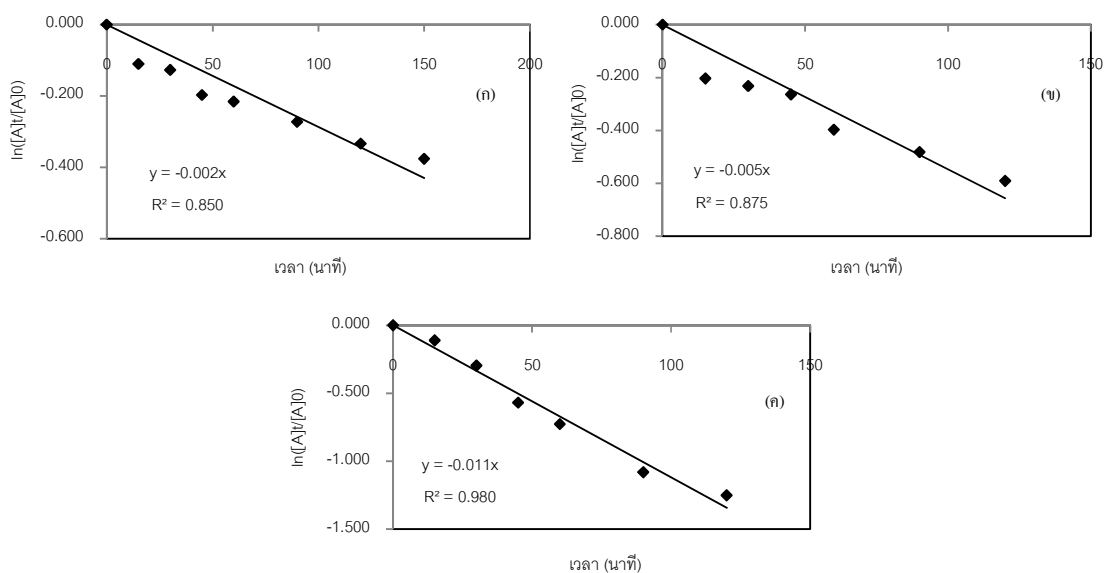 0.000
-0.200
-0.400
-0.600
0 50 100 150 200
ln([A]t/[A]0)
(ก)
y = -0.002x
R² = 0.850
เวลา (นาที)
0.000
-0.200
-0.400
-0.600
-0.800
0 50 100 150
ln([A]t/[A]0)
(ข)
y = -0.005x
R² = 0.875
เวลา (นาที)
0.000
-0.500
-1.000
-1.500
0 50 100 150
ln([A]t/[A]0)
(ค)
y = -0.011x
R² = 0.980
เวลา (นาที)